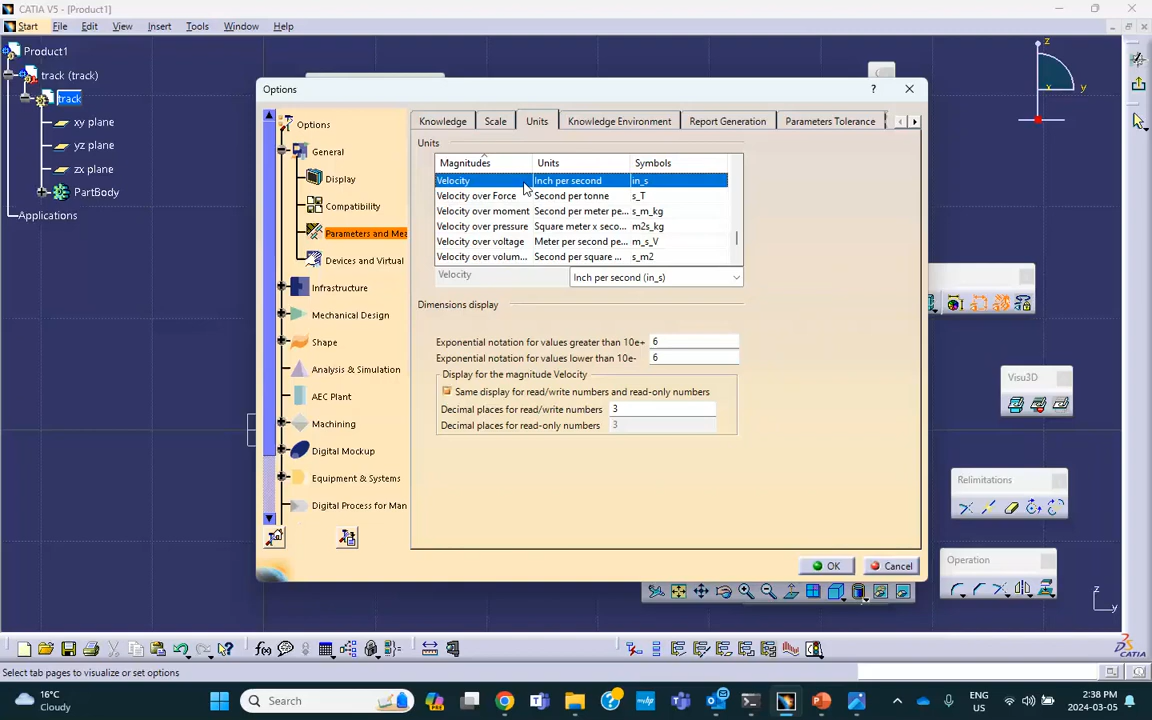 CATIA V5 - [Product1]
Start File Edit View Insert Tools Window Help
Product1
track (track)
track
xy plane
yz plane
zx plane
PartBody
Applications
z
x
y
Options
?
Options
General
Display
Compatibility
Parameters and Mea
Devices and Virtual
Infrastructure
Mechanical Design
Shape
Analysis & Simulation
AEC Plant
Machining
Digital Mockup
Equipment & Systems
Digital Process for Man
Knowledge Scale Units Knowledge Environment Report Generation Parameters Tolerance
Units
Magnitudes Units Symbols
Velocity Inch per second in_s
Velocity over Force Second per tonne s_T
Velocity over moment Second per meter pe... s_m_kg
Velocity over pressure Square meter x seco... m2s_kg
Velocity over voltage Meter per second pe... m_s_V
Velocity over volum... Second per square ... s_m2
Velocity Inch per second (in_s)
Dimensions display
Exponential notation for values greater than 10e+ 6
Exponential notation for values lower than 10e- 6
Display for the magnitude Velocity
Same display for read/write numbers and read-only numbers
Decimal places for read/write numbers 3
Decimal places for read-only numbers 3
OK Cancel
Visu3D
Relimitations
Operation
z
y
CATIA
Select tab pages to visualize or set options
16°C
Cloudy
Search
ENG
US
2:38 PM
2024-03-05